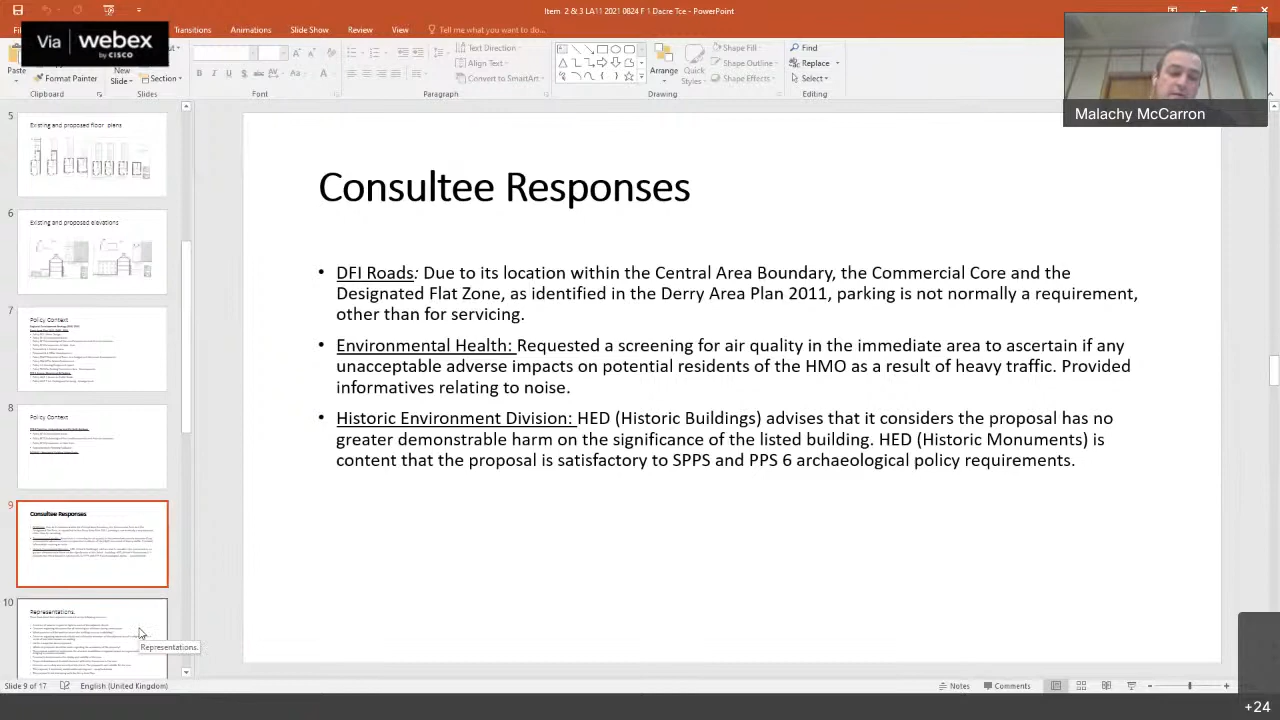 Item 2 & 3 LA11 2021 0824 F 1 Dacre Tce - PowerPoint
Via webex
by CISCO
Transitions Animations Slide Show Review View Tell me what you want to do...
Malachy McCarron
Paste
Format Painter
Clipboard
New
Slide
Section
Slides
Font
Text Direction
Align Text
Convert to SmartArt
Paragraph
Arrange
Quick
Styles
Shape Fill
Shape Outline
Shape Effects
Drawing
Find
Replace
Select
Editing
5
Existing and proposed floor plans
6
Existing and proposed elevations
7
Policy Context
8
Policy Context
9
Consultee Responses
10
Representations.
Representations.
Consultee Responses
• DFI Roads: Due to its location within the Central Area Boundary, the Commercial Core and the
Designated Flat Zone, as identified in the Derry Area Plan 2011, parking is not normally a requirement,
other than for servicing.
• Environmental Health: Requested a screening for air quality in the immediate area to ascertain if any
unacceptable adverse impacts on potential residents of the HMO as a result of heavy traffic. Provided
informatives relating to noise.
• Historic Environment Division: HED (Historic Buildings) advises that it considers the proposal has no
greater demonstrable harm on the significance of the listed building. HED (Historic Monuments) is
content that the proposal is satisfactory to SPPS and PPS 6 archaeological policy requirements.
Slide 9 of 17 English (United Kingdom) Notes Comments
+24